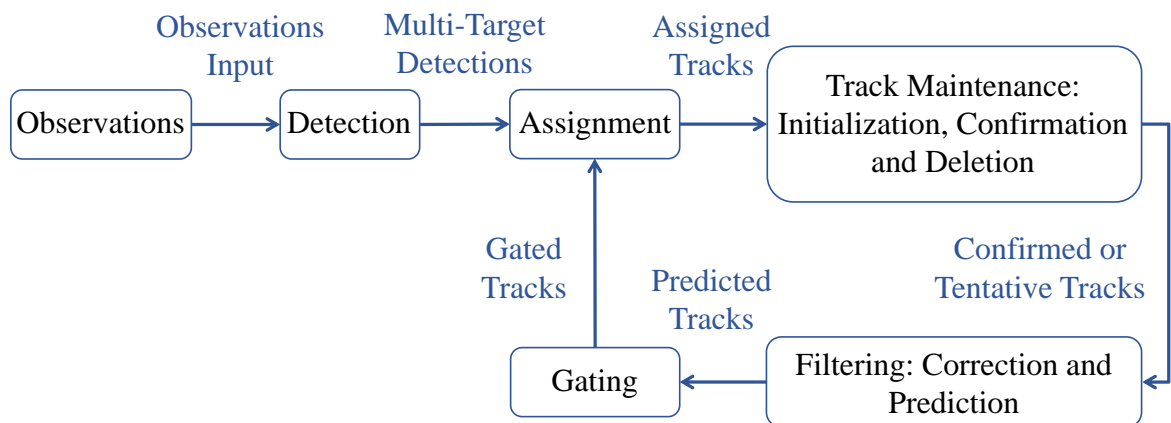 Observations
Input
Multi-Target
Detections
Assigned
Tracks
Observations
Detection
Assignment
Track Maintenance:
Initialization, Confirmation
and Deletion
Gated
Tracks
Predicted
Tracks
Confirmed or
Tentative Tracks
Gating
Filtering: Correction and
Prediction